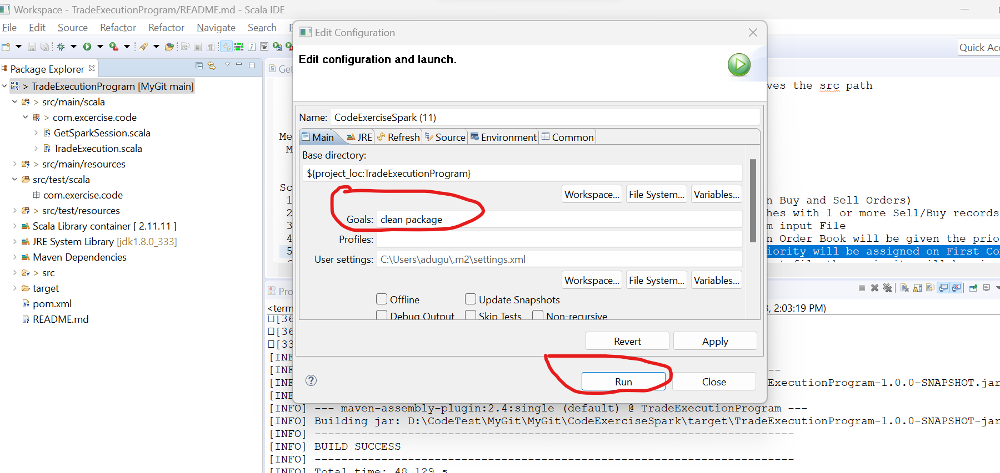 Workspace - TradeExecutionProgram/README.md - Scala IDE
File Edit Source Refactor Refactor Navigate Search
Quick Acc
Package Explorer
> TradeExecutionProgram [MyGit main]
> src/main/scala
> com.excercise.code
GetSparkSession.scala
TradeExecution.scala
> src/main/resources
src/test/scala
com.exercise.code
> src/test/resources
Scala Library container [ 2.11.11 ]
JRE System Library [jdk1.8.0_333]
Maven Dependencies
> src
target
pom.xml
README.md
Get
Me
M
Sc
1
2
3
4
5
ves the src path
n Buy and Sell Orders)
hes with 1 or more Sell/Buy records
m input File
n Order Book will be given the prio
iority will be assigned on First Co
Edit Configuration
Edit configuration and launch.
Name: CodeExerciseSpark (11)
Main JRE Refresh Source Environment Common
Base directory:
${project_loc:TradeExecutionProgram}
Workspace... File System... Variables...
Goals: clean package
Profiles:
User settings: C:\Users\adugu\.m2\settings.xml
Workspace... File System... Variables...
Offline Update Snapshots
Debug Output Skip Tests Non-recursive
Revert Apply
Run Close
Pro
<term
3, 2:03:19 PM)
[36
[36
[33
[INF
[INF --
[INF eExecutionProgram-1.0.0-SNAPSHOT.jar
[INF
[INFO] --- maven-assembly-plugin:2.4:single (default) @ TradeExecutionProgram ---
[INFO] Building jar: D:\CodeTest\MyGit\MyGit\CodeExerciseSpark\target\TradeExecutionProgram-1.0.0-SNAPSHOT-jar
[INFO] ------------------------------------------------------------------------
[INFO] BUILD SUCCESS
[INFO] ------------------------------------------------------------------------
[INFO] Total time: 40.129 s